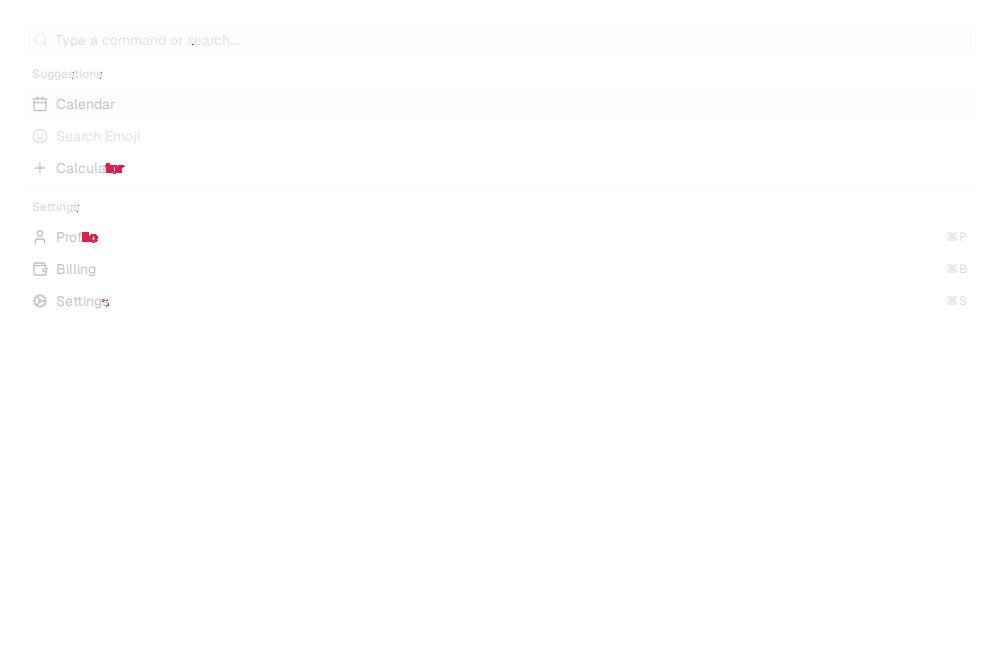 Type a command or search...
Suggestions
Calendar
Search Emoji
Calculator
Settings
Profile ⌘P
Billing ⌘B
Settings ⌘S